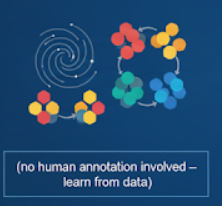 (no human annotation involved –
learn from data)